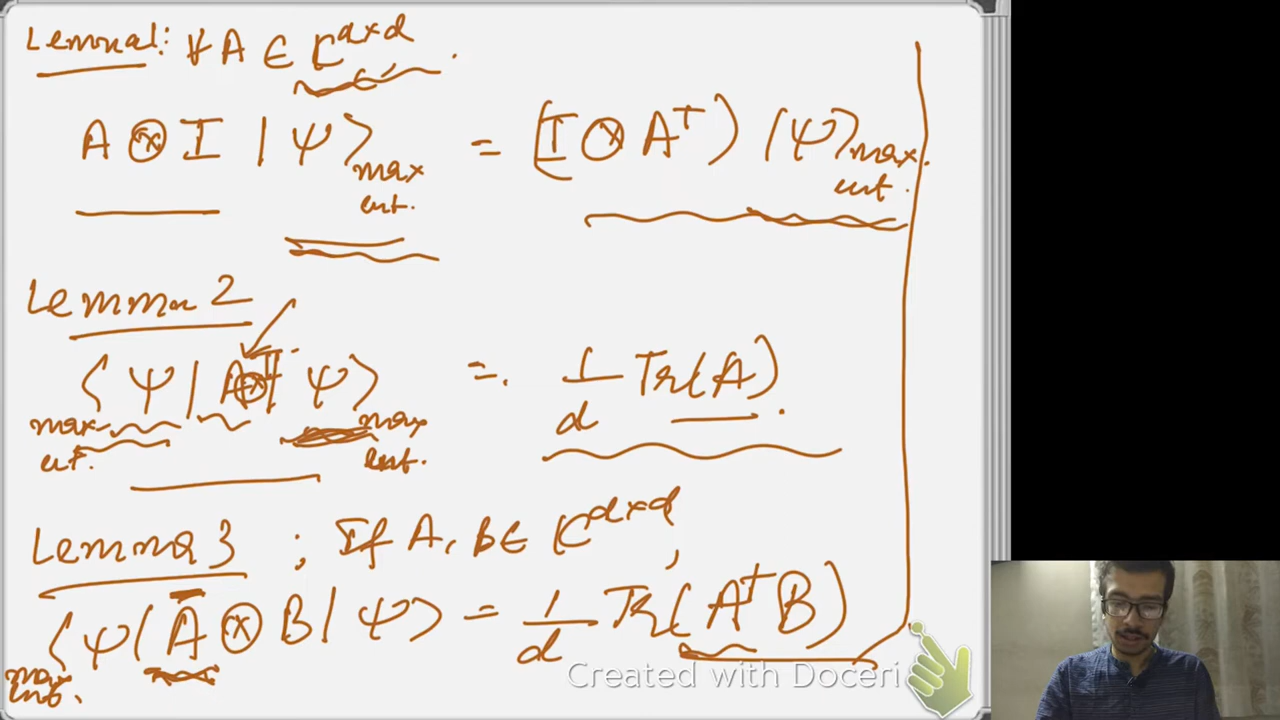 Lemma 1: ∀ A ∈ ℂ^{d×d}.
A ⊗ I |ψ⟩ max ent. = (I ⊗ A^T) |ψ⟩ max. ent.
Lemma 2
⟨ψ| A ⊗ I |ψ⟩ max ent. max ent. = 1/d Tr(A).
Lemma 3 ; If A, B ∈ ℂ^{d×d},
⟨ψ| A ⊗ B |ψ⟩ = 1/d Tr(A^† B)
max ent.
Created with Doceri